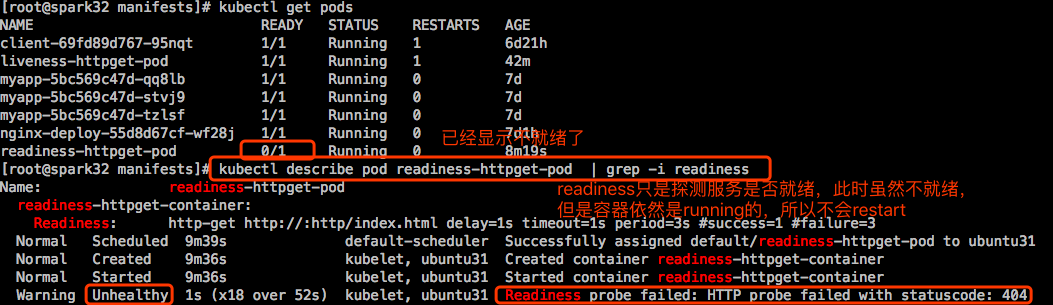 [root@spark32 manifests]# kubectl get pods
NAME READY STATUS RESTARTS AGE
client-69fd89d767-95nqt 1/1 Running 1 6d21h
liveness-httpget-pod 1/1 Running 1 42m
myapp-5bc569c47d-qq8lb 1/1 Running 0 7d
myapp-5bc569c47d-stvj9 1/1 Running 0 7d
myapp-5bc569c47d-tzlsf 1/1 Running 0 7d
nginx-deploy-55d8d67cf-wf28j 1/1 Running 0 7d1h
已经显示不就绪了
readiness-httpget-pod 0/1 Running 0 8m19s
[root@spark32 manifests]# kubectl describe pod readiness-httpget-pod | grep -i readiness
Name: readiness-httpget-pod
readiness只是探测服务是否就绪，此时虽然不就绪，
readiness-httpget-container:
但是容器依然是running的，所以不会restart
Readiness: http-get http://:http/index.html delay=1s timeout=1s period=3s #success=1 #failure=3
Normal Scheduled 9m39s default-scheduler Successfully assigned default/readiness-httpget-pod to ubuntu31
Normal Created 9m36s kubelet, ubuntu31 Created container readiness-httpget-container
Normal Started 9m36s kubelet, ubuntu31 Started container readiness-httpget-container
Warning Unhealthy 1s (x18 over 52s) kubelet, ubuntu31 Readiness probe failed: HTTP probe failed with statuscode: 404